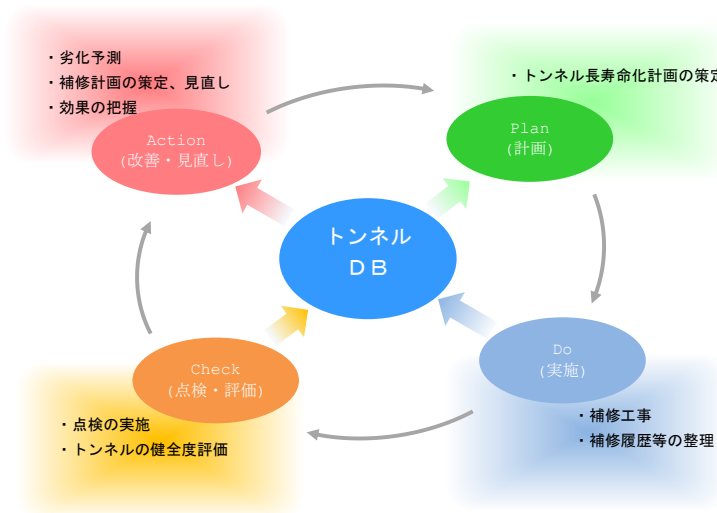 ・劣化予測
・補修計画の策定、見直し
・効果の把握
Action
(改善・見直し)
・トンネル長寿命化計画の策定
Plan
(計画)
トンネル
ＤＢ
Check
(点検・評価)
・点検の実施
・トンネルの健全度評価
Do
(実施)
・補修工事
・補修履歴等の整理